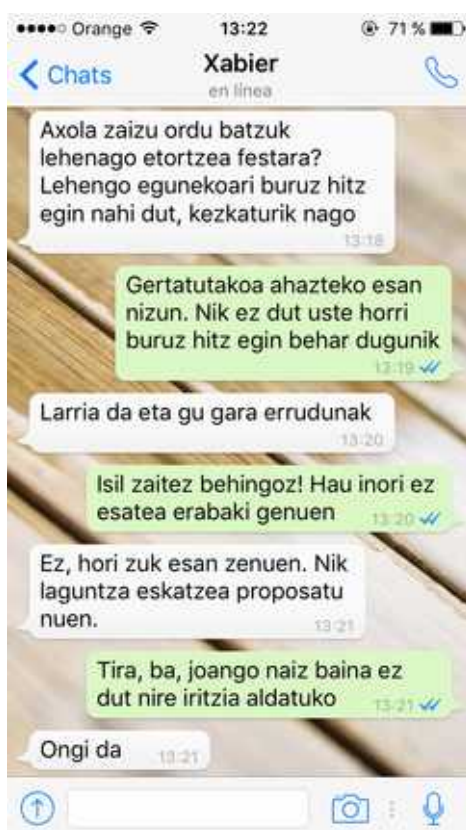 Orange 13:22 71 %
Chats Xabier
en línea
Axola zaizu ordu batzuk
lehenago etortzea festara?
Lehengo egunekoari buruz hitz
egin nahi dut, kezkaturik nago
13:18
Gertatutakoa ahazteko esan
nizun. Nik ez dut uste horri
buruz hitz egin behar dugunik
13:19
Larria da eta gu gara errudunak
13:20
Isil zaitez behingoz! Hau inori ez
esatea erabaki genuen 13:20
Ez, hori zuk esan zenuen. Nik
laguntza eskatzea proposatu
nuen. 13:21
Tira, ba, joango naiz baina ez
dut nire iritzia aldatuko 13:21
Ongi da 13:21